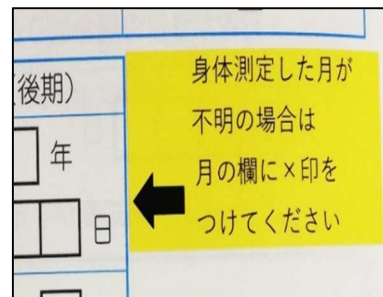 (後期)
年
日
身体測定した月が
不明の場合は
月の欄に×印を
つけてください